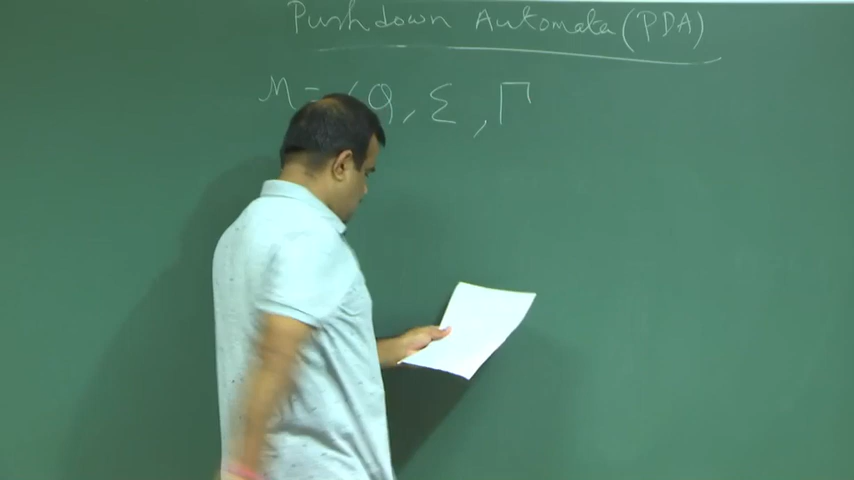 Pushdown Automata (PDA)
M = ( Q, Σ, Γ